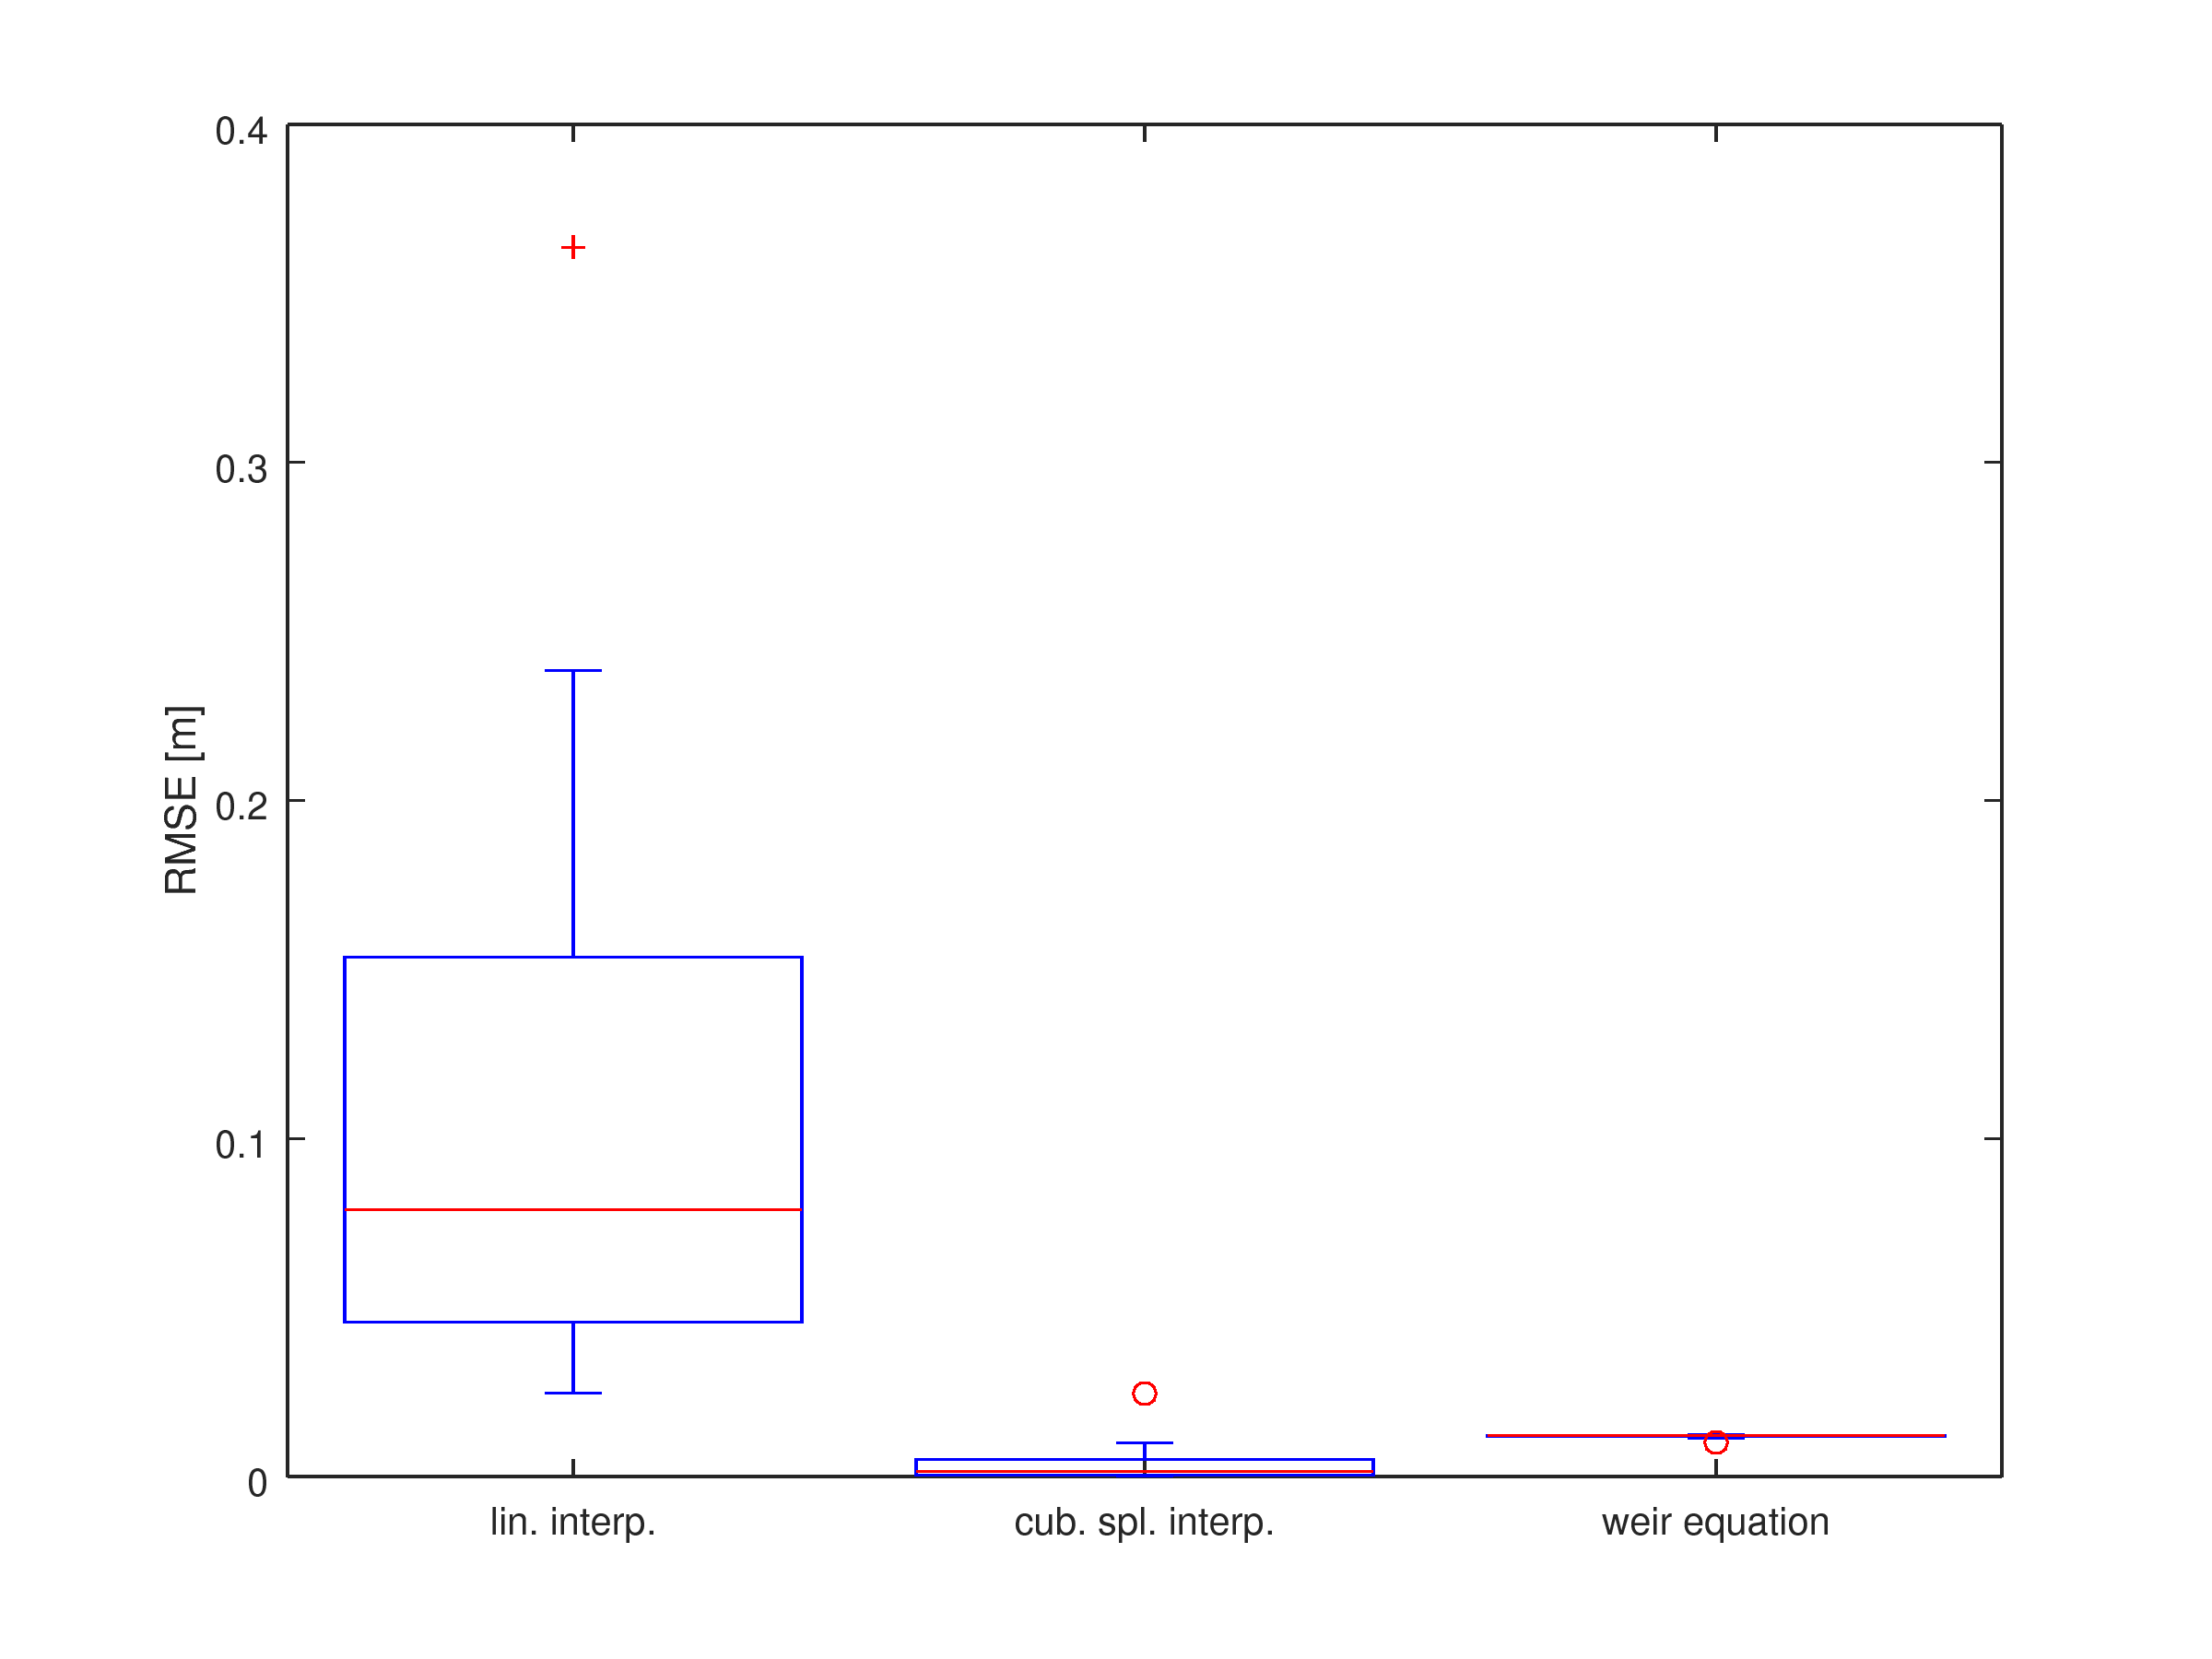 0.4
0.3
0.2
0.1
0
RMSE [m]
lin. interp.
cub. spl. interp.
weir equation